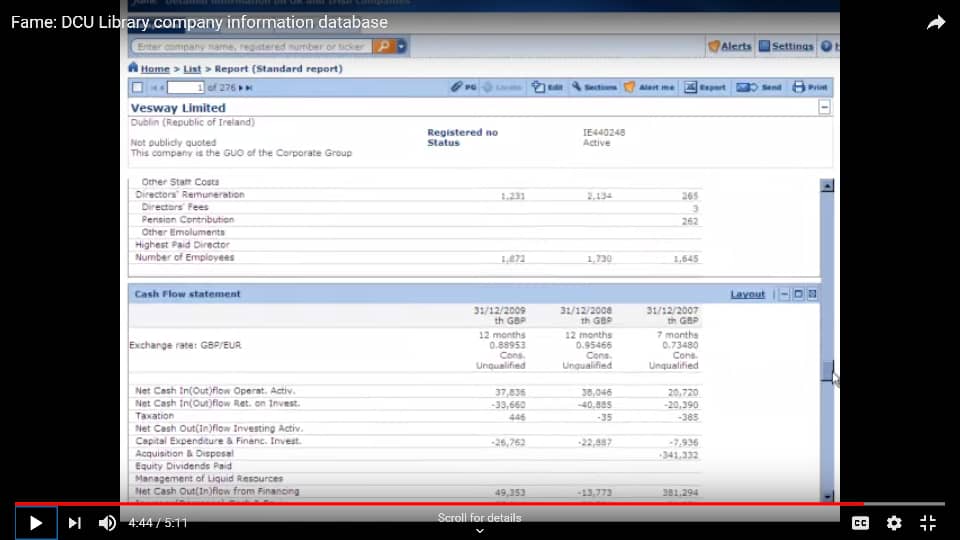 Fame: DCU Library company information database
Enter company name, registered number or ticker
Alerts Settings
Home > List > Report (Standard report)
1 of 276 PG Edit Sections Alert me Export Send Print
Vesway Limited
Dublin (Republic of Ireland)
Registered no IE440248
Not publicly quoted Status Active
This company is the GUO of the Corporate Group
Other Staff Costs
Directors' Remuneration 1,231 2,134 265
Directors' Fees 3
Pension Contribution 262
Other Emoluments
Highest Paid Director
Number of Employees 1,872 1,730 1,645
Cash Flow statement Layout
31/12/2009 31/12/2008 31/12/2007
th GBP th GBP th GBP
12 months 12 months 7 months
Exchange rate: GBP/EUR 0.88953 0.95466 0.73480
Cons. Cons. Cons.
Unqualified Unqualified Unqualified
Net Cash In(Out)flow Operat. Activ. 37,836 38,046 20,720
Net Cash In(Out)flow Ret. on Invest. -33,660 -40,885 -20,390
Taxation 446 -35 -385
Net Cash Out(In)flow Investing Activ.
Capital Expenditure & Financ. Invest. -26,762 -22,887 -7,936
Acquisition & Disposal -341,332
Equity Dividends Paid
Management of Liquid Resources
Net Cash Out(In)flow from Financing 49,353 -13,773 381,294
4:44 / 5:11
Scroll for details
CC